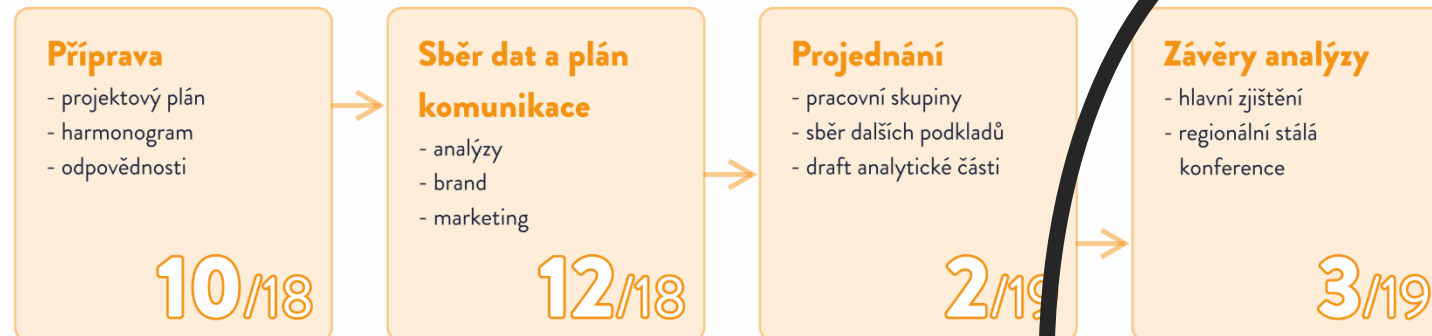 Příprava
- projektový plán
- harmonogram
- odpovědnosti
10/18
Sběr dat a plán
komunikace
- analýzy
- brand
- marketing
12/18
Projednání
- pracovní skupiny
- sběr dalších podkladů
- draft analytické části
2/19
Závěry analýzy
- hlavní zjištění
- regionální stálá
konference
3/19